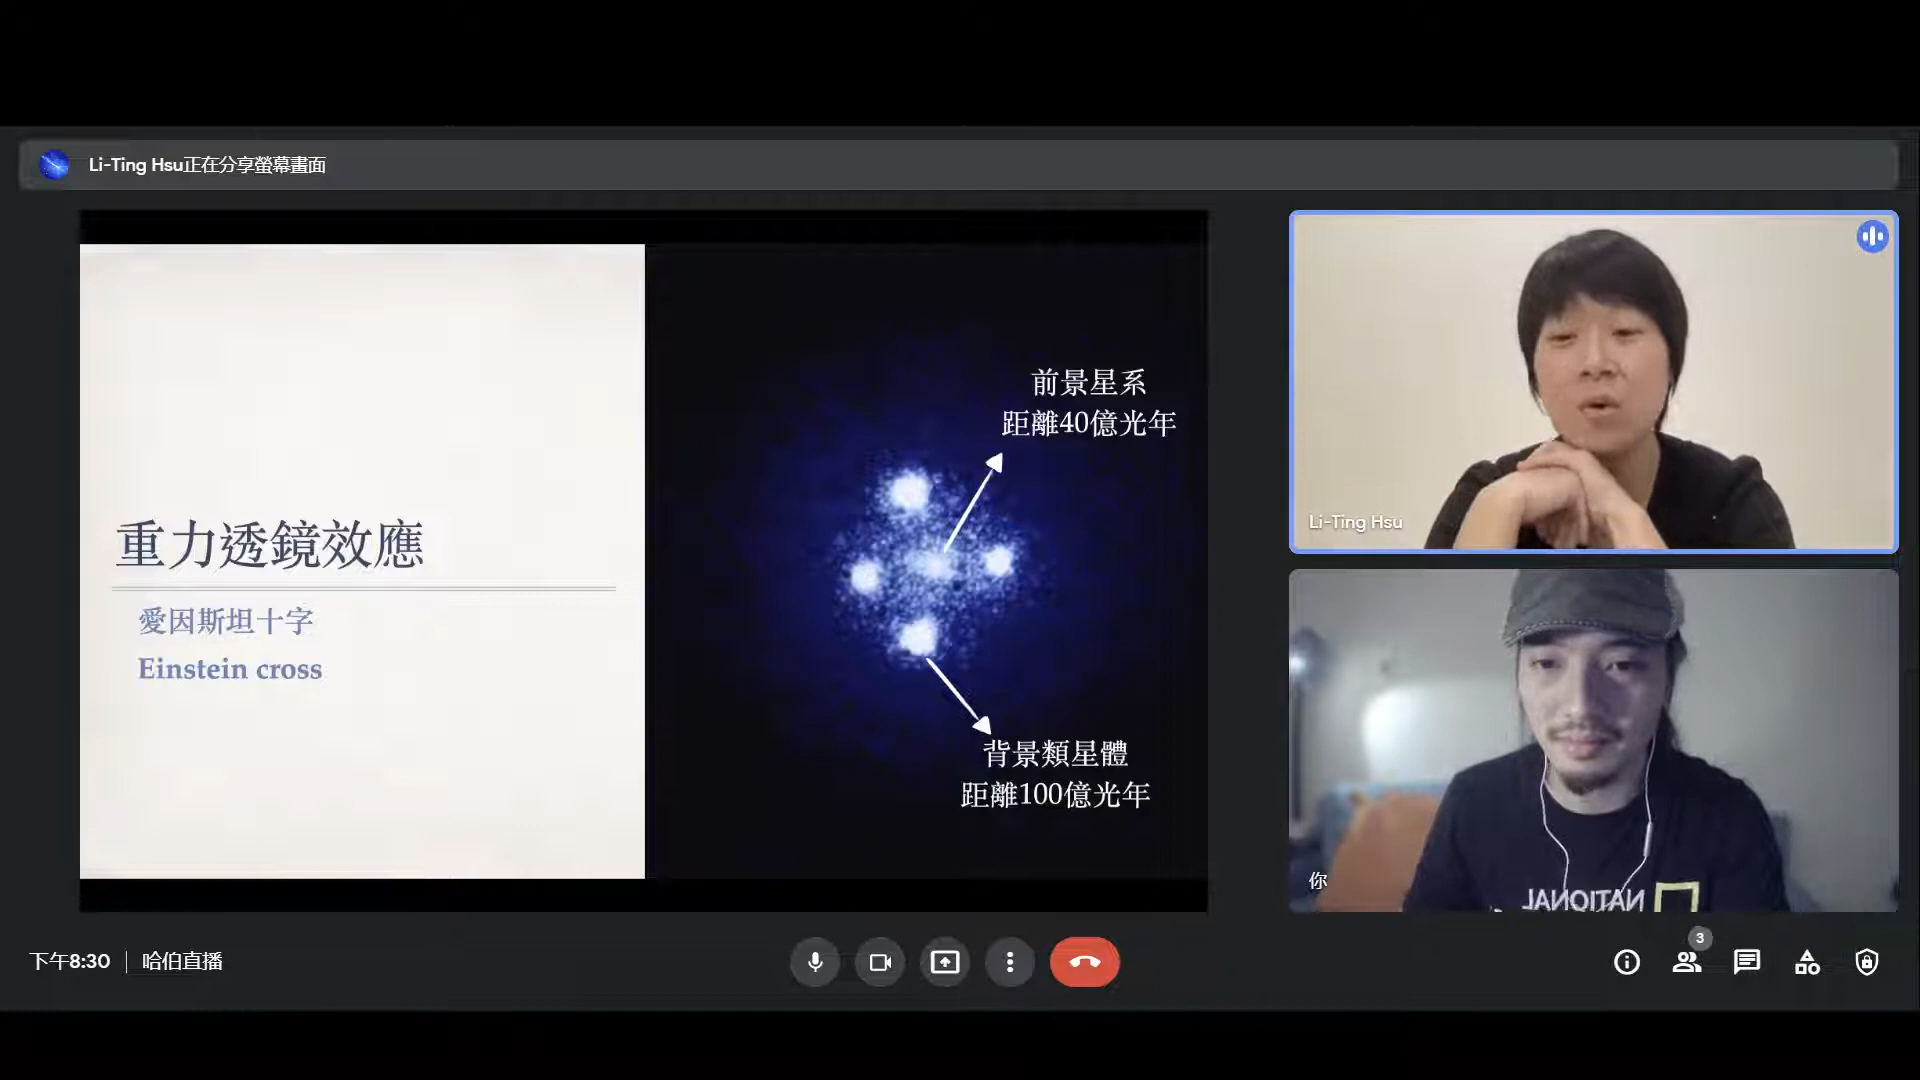 Li-Ting Hsu正在分享螢幕畫面
重力透鏡效應
愛因斯坦十字
Einstein cross
前景星系
距離40億光年
背景類星體
距離100億光年
Li-Ting Hsu
你
NATIONAL
下午8:30
哈伯直播
3